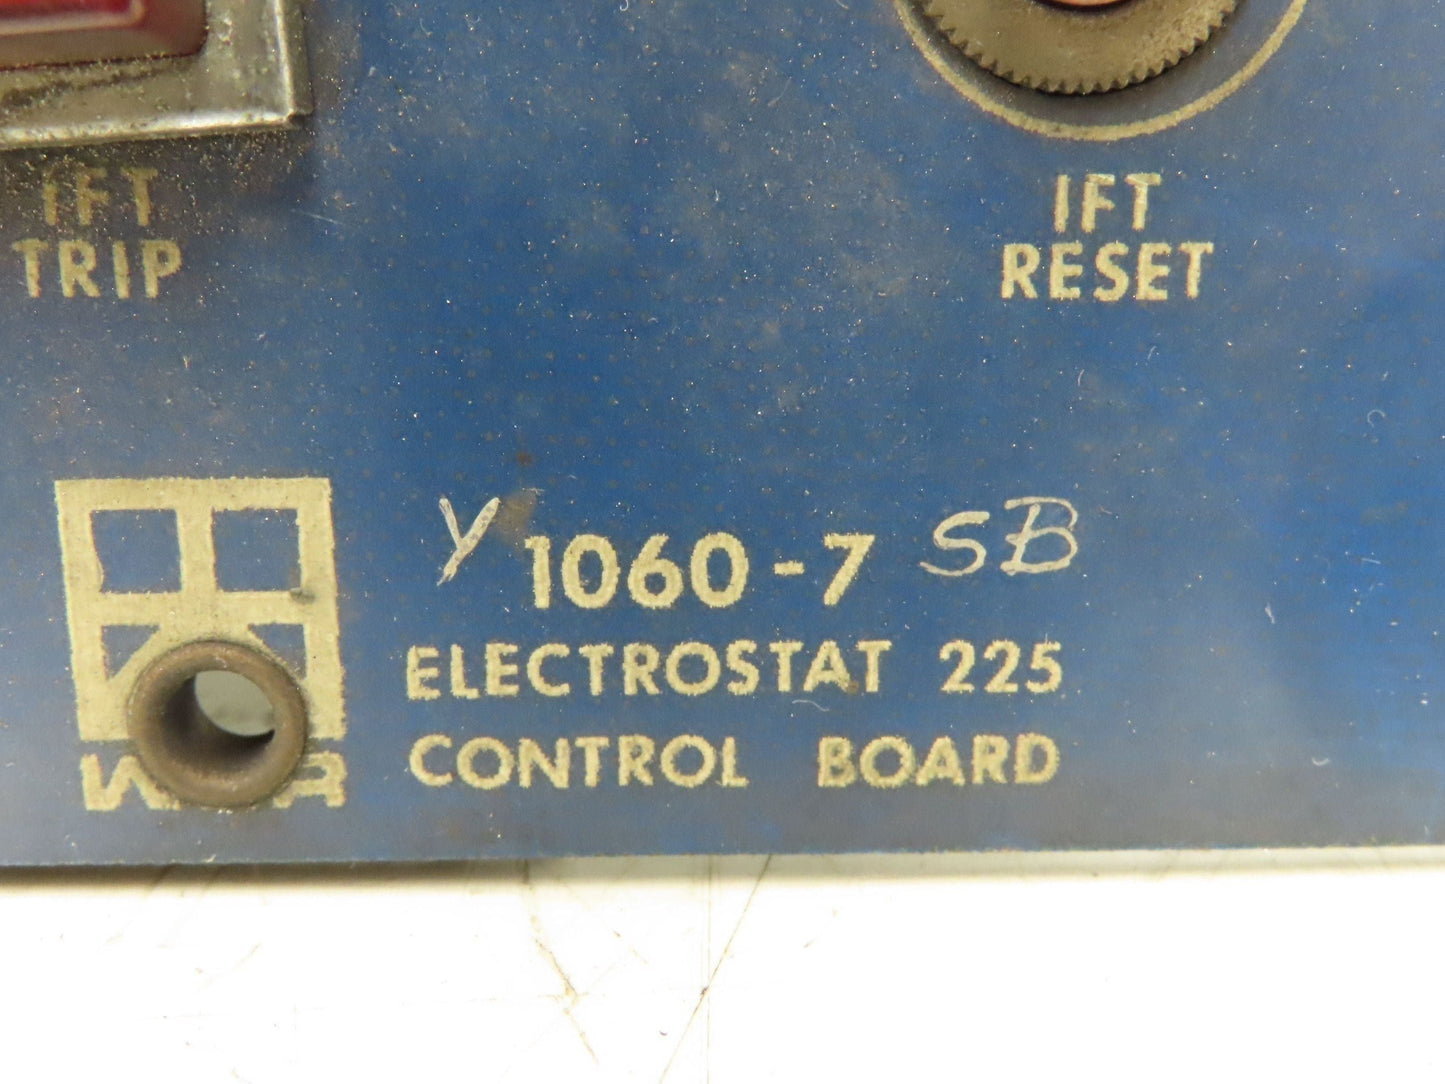 IFT
TRIP
IFT
RESET
Y 1060-7 SB
ELECTROSTAT 225
CONTROL BOARD